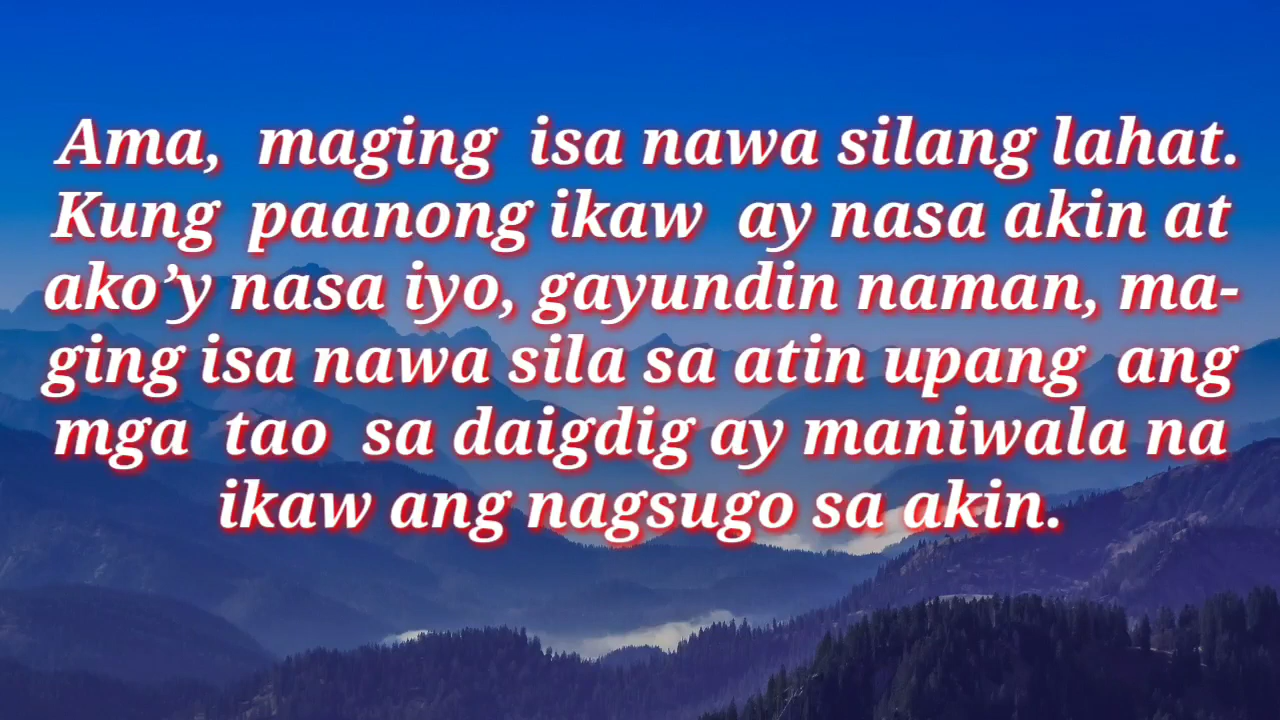 Ama, maging isa nawa silang lahat.
Kung paanong ikaw ay nasa akin at
ako’y nasa iyo, gayundin naman, ma-
ging isa nawa sila sa atin upang ang
mga tao sa daigdig ay maniwala na
ikaw ang nagsugo sa akin.